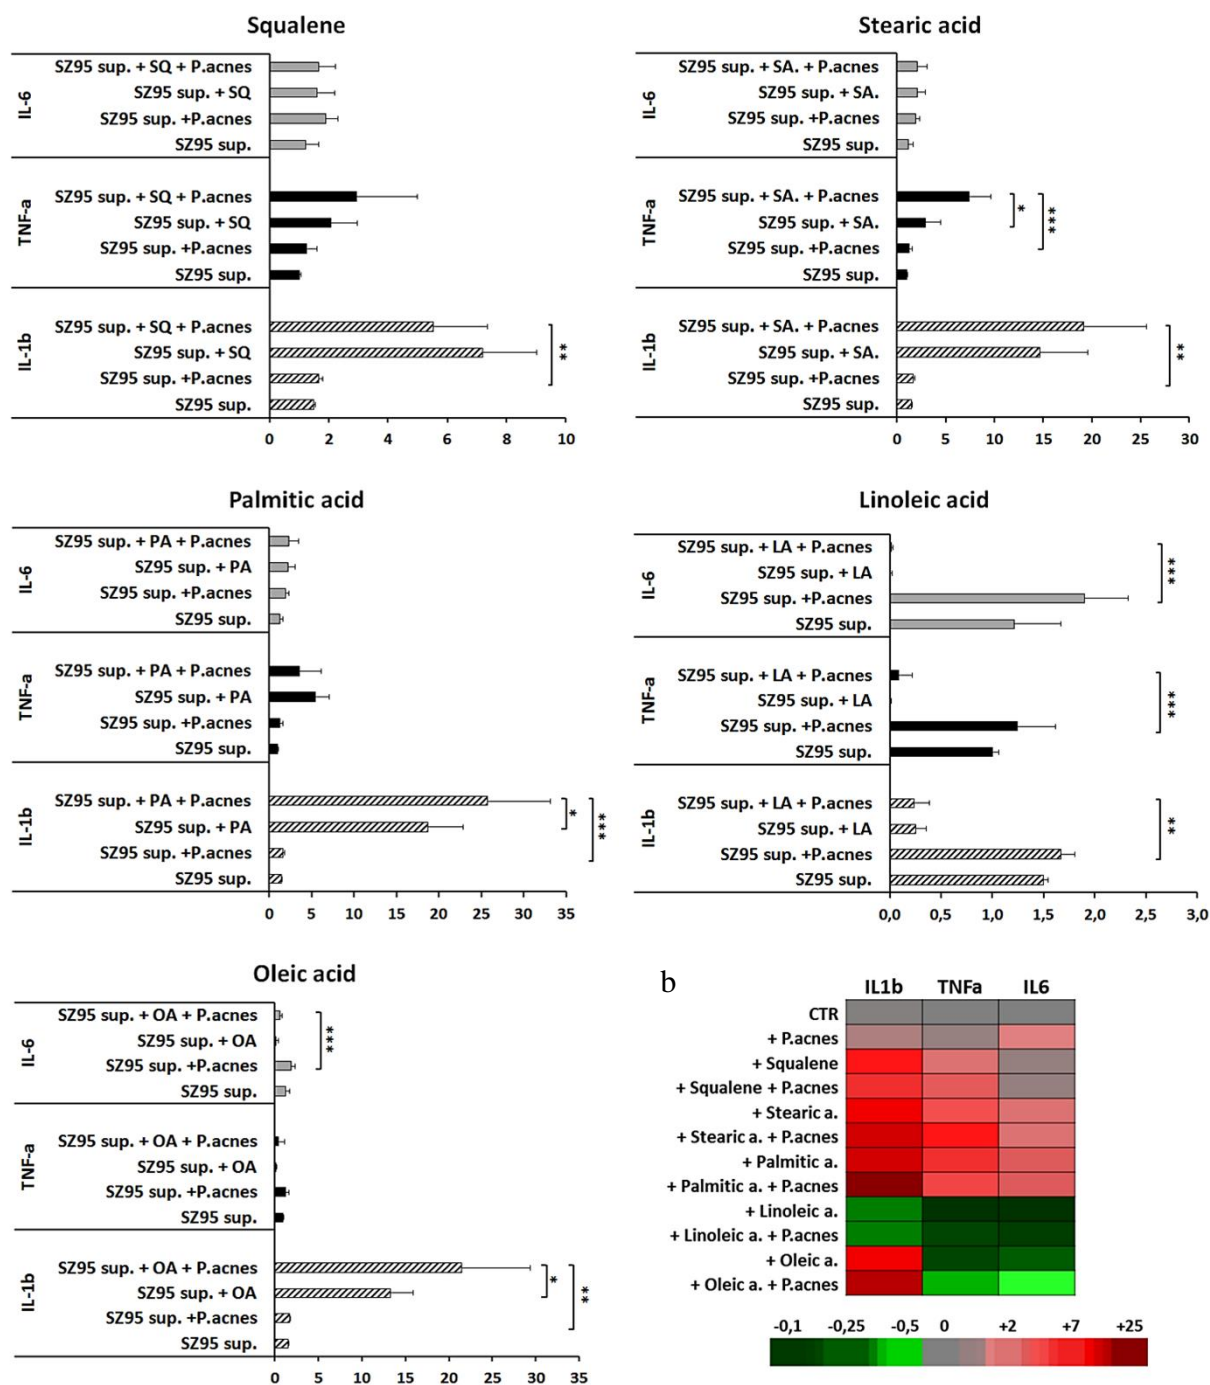 Squalene
IL-6
SZ95 sup. + SQ + P.acnes
SZ95 sup. + SQ
SZ95 sup. +P.acnes
SZ95 sup.
TNF-a
SZ95 sup. + SQ + P.acnes
SZ95 sup. + SQ
SZ95 sup. +P.acnes
SZ95 sup.
IL-1b
SZ95 sup. + SQ + P.acnes
SZ95 sup. + SQ
SZ95 sup. +P.acnes
SZ95 sup.
**
0 2 4 6 8 10
Stearic acid
IL-6
SZ95 sup. + SA. + P.acnes
SZ95 sup. + SA.
SZ95 sup. +P.acnes
SZ95 sup.
TNF-a
SZ95 sup. + SA. + P.acnes
SZ95 sup. + SA.
SZ95 sup. +P.acnes
SZ95 sup.
*
***
IL-1b
SZ95 sup. + SA. + P.acnes
SZ95 sup. + SA.
SZ95 sup. +P.acnes
SZ95 sup.
**
0 5 10 15 20 25 30
Palmitic acid
IL-6
SZ95 sup. + PA + P.acnes
SZ95 sup. + PA
SZ95 sup. +P.acnes
SZ95 sup.
TNF-a
SZ95 sup. + PA + P.acnes
SZ95 sup. + PA
SZ95 sup. +P.acnes
SZ95 sup.
IL-1b
SZ95 sup. + PA + P.acnes
SZ95 sup. + PA
SZ95 sup. +P.acnes
SZ95 sup.
*
***
0 5 10 15 20 25 30 35
Linoleic acid
IL-6
SZ95 sup. + LA + P.acnes
SZ95 sup. + LA
SZ95 sup. +P.acnes
SZ95 sup.
***
TNF-a
SZ95 sup. + LA + P.acnes
SZ95 sup. + LA
SZ95 sup. +P.acnes
SZ95 sup.
***
IL-1b
SZ95 sup. + LA + P.acnes
SZ95 sup. + LA
SZ95 sup. +P.acnes
SZ95 sup.
**
0,0 0,5 1,0 1,5 2,0 2,5 3,0
Oleic acid
IL-6
SZ95 sup. + OA + P.acnes
SZ95 sup. + OA
SZ95 sup. +P.acnes
SZ95 sup.
***
TNF-a
SZ95 sup. + OA + P.acnes
SZ95 sup. + OA
SZ95 sup. +P.acnes
SZ95 sup.
IL-1b
SZ95 sup. + OA + P.acnes
SZ95 sup. + OA
SZ95 sup. +P.acnes
SZ95 sup.
*
**
0 5 10 15 20 25 30 35
b
IL1b TNFa IL6
CTR
+ P.acnes
+ Squalene
+ Squalene + P.acnes
+ Stearic a.
+ Stearic a. + P.acnes
+ Palmitic a.
+ Palmitic a. + P.acnes
+ Linoleic a.
+ Linoleic a. + P.acnes
+ Oleic a.
+ Oleic a. + P.acnes
-0,1 -0,25 -0,5 0 +2 +7 +25